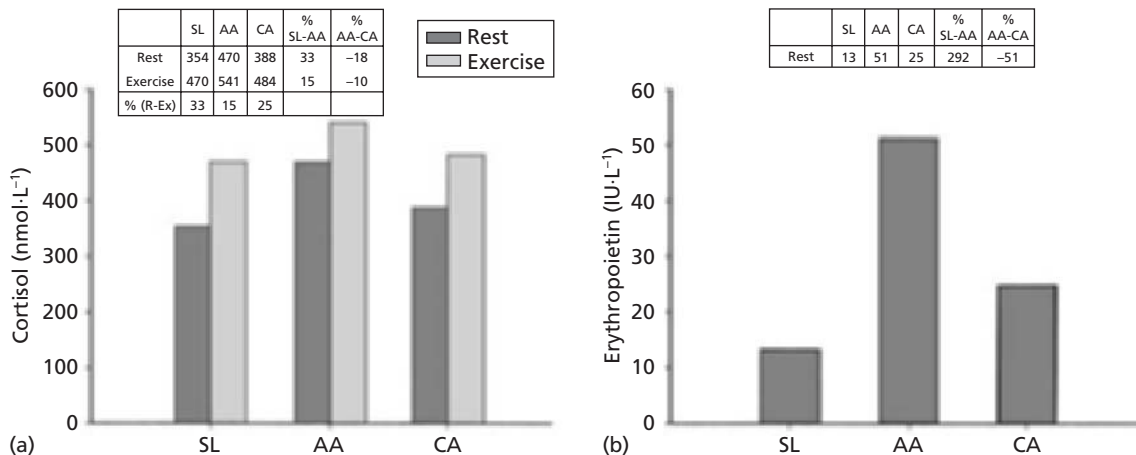 SL AA CA % SL-AA % AA-CA
Rest 354 470 388 33 –18
Exercise 470 541 484 15 –10
% (R-Ex) 33 15 25
Rest
Exercise
Cortisol (nmol·L⁻¹)
600
500
400
300
200
100
0
SL AA CA
(a)
SL AA CA % SL-AA % AA-CA
Rest 13 51 25 292 –51
Erythropoietin (IU·L⁻¹)
60
50
40
30
20
10
0
SL AA CA
(b)